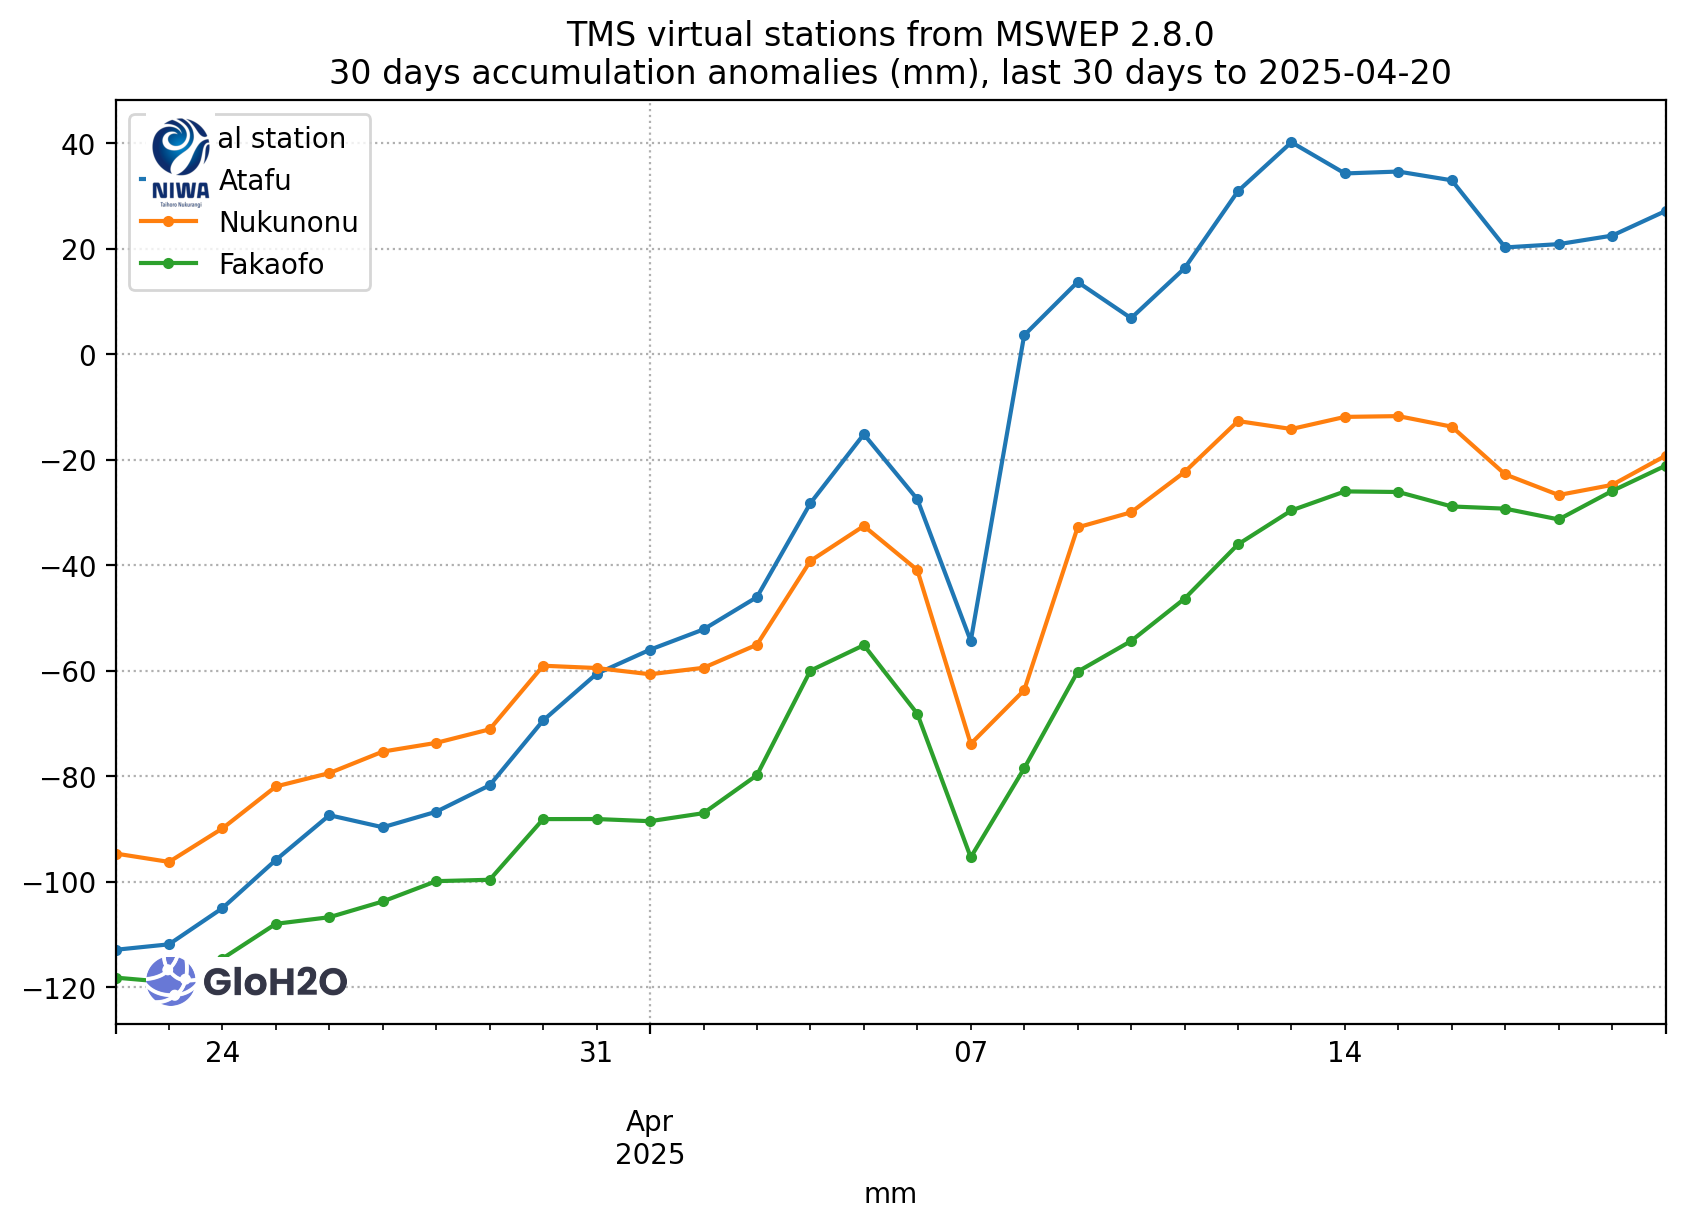 TMS virtual stations from MSWEP 2.8.0
30 days accumulation anomalies (mm), last 30 days to 2025-04-20
al station
Atafu
Nukunonu
Fakaofo
NIWA
Taihoro Nukurangi
40
20
0
−20
−40
−60
−80
−100
−120
GloH2O
24
31
07
14
Apr
2025
mm